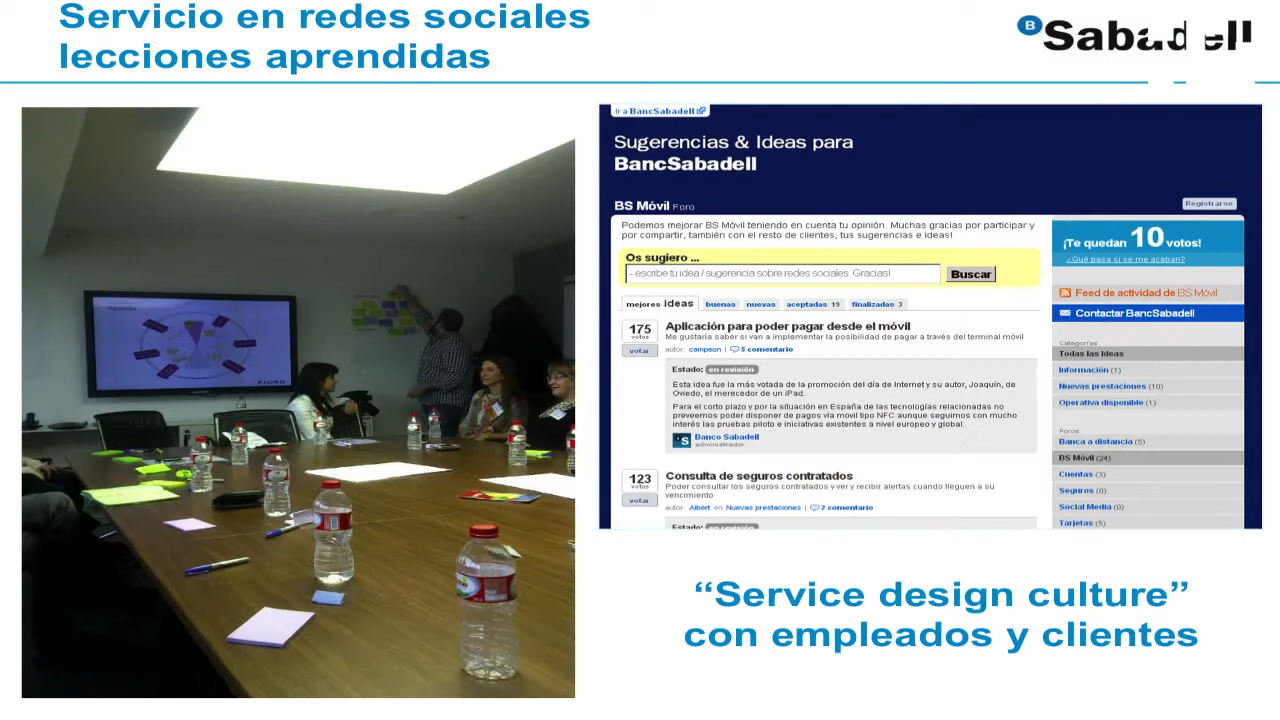 Servicio en redes sociales
lecciones aprendidas
B Sabadell
FJORD
Ir a BancSabadell
Sugerencias & Ideas para
BancSabadell
BS Móvil Foro
Registrarse
Podemos mejorar BS Móvil teniendo en cuenta tu opinión. Muchas gracias por participar y
por compartir, también con el resto de clientes, tus sugerencias e ideas!
Os sugiero ...
- escribe tu idea / sugerencia sobre redes sociales. Gracias!
Buscar
mejores ideas buenas nuevas aceptadas 19 finalizadas 3
175 votos
votar
Aplicación para poder pagar desde el móvil
Me gustaría saber si van a implementar la posibilidad de pagar a través del terminal móvil
autor: campeon | 5 comentario
Estado: en revisión
Esta idea fue la más votada de la promoción del día de Internet y su autor, Joaquín, de
Oviedo, el merecedor de un iPad.
Para el corto plazo y por la situación en España de las tecnologías relacionadas no
preveemos poder disponer de pagos vía movil tipo NFC aunque seguimos con mucho
interés las pruebas piloto e iniciativas existentes a nivel europeo y global.
Banco Sabadell
administrador
123 votos
votar
Consulta de seguros contratados
Poder consultar los seguros contratados y ver y recibir alertas cuando lleguen a su
vencimiento
autor: Albert en Nuevas prestaciones | 2 comentario
Estado: en revisión
¡Te quedan 10 votos!
¿Qué pasa si se me acaban?
Feed de actividad de BS Móvil
Contactar BancSabadell
Categorías
Todas las ideas
Información (1)
Nuevas prestaciones (10)
Operativa disponible (1)
Foros
Banca a distancia (5)
BS Móvil (24)
Cuentas (3)
Seguros (0)
Social Media (0)
Tarjetas (5)
“Service design culture”
con empleados y clientes